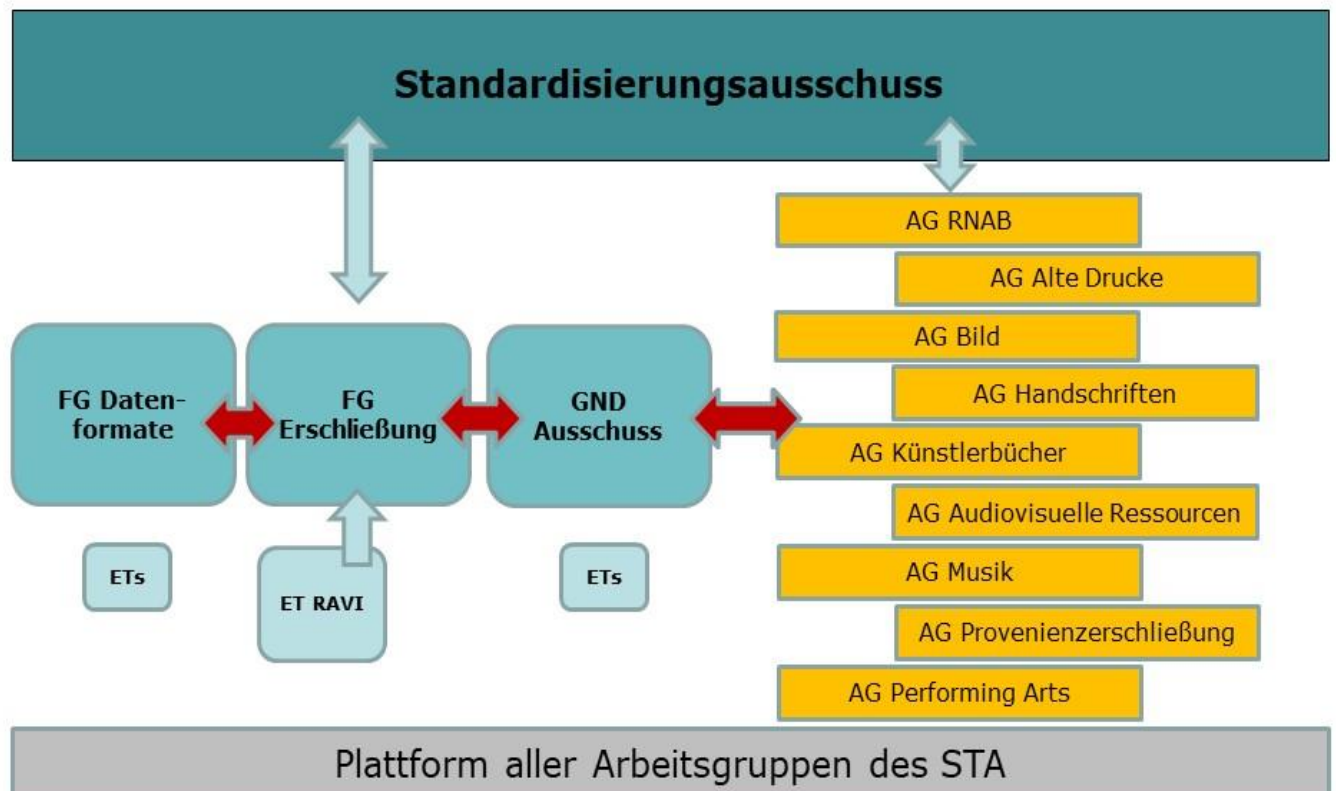 Standardisierungsausschuss
FG Daten-
formate
FG
Erschließung
GND
Ausschuss
ETs
ET RAVI
ETs
AG RNAB
AG Alte Drucke
AG Bild
AG Handschriften
AG Künstlerbücher
AG Audiovisuelle Ressourcen
AG Musik
AG Provenienzerschließung
AG Performing Arts
Plattform aller Arbeitsgruppen des STA